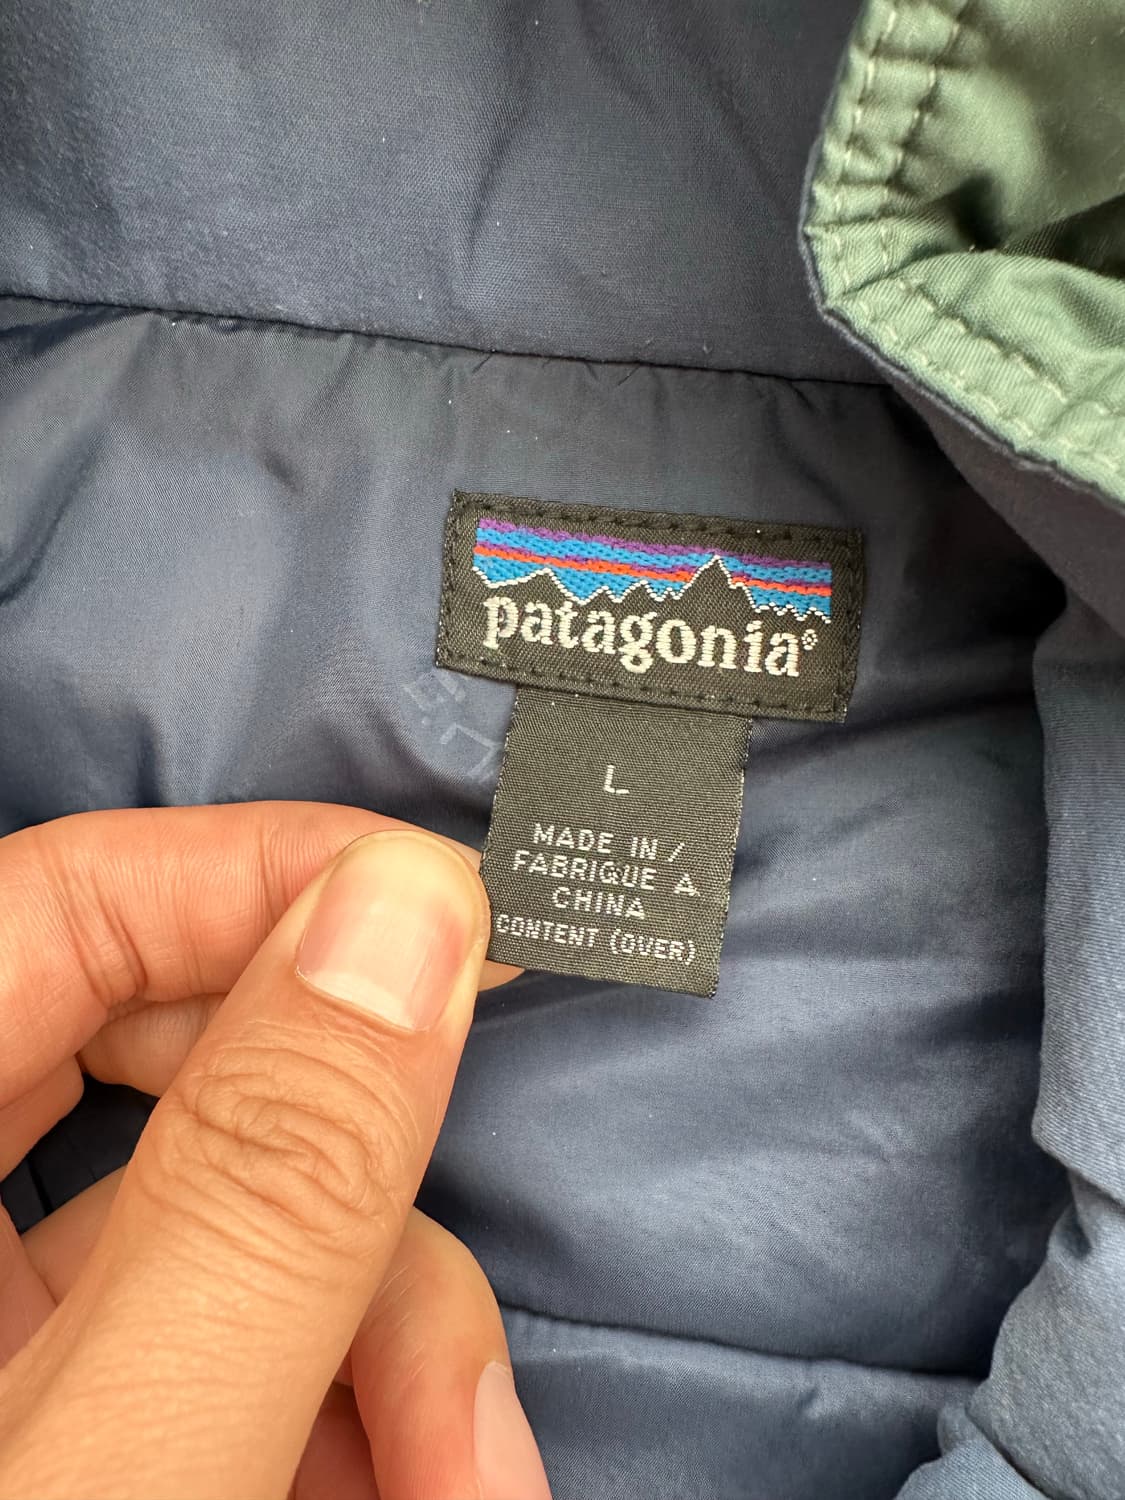 patagonia®
L
MADE IN /
FABRIQUE A
CHINA
CONTENT (OVER)